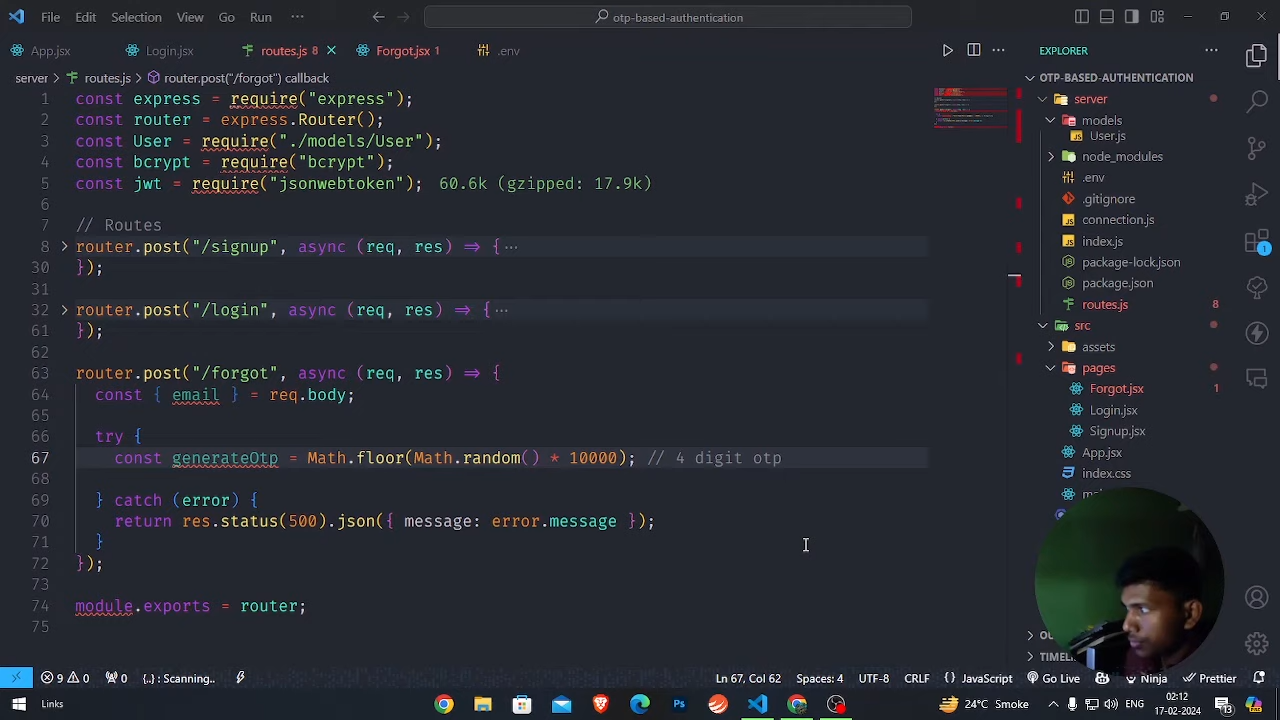 File Edit Selection View Go Run ··· otp-based-authentication
App.jsx Login.jsx routes.js 8 Forgot.jsx 1 .env
server > routes.js > router.post("/forgot") callback
1 const express = require("express");
2 const router = express.Router();
3 const User = require("./models/User");
4 const bcrypt = require("bcrypt");
5 const jwt = require("jsonwebtoken"); 60.6k (gzipped: 17.9k)
6
7 // Routes
8 router.post("/signup", async (req, res) => {···
30 });
31
32 router.post("/login", async (req, res) => {···
61 });
62
63 router.post("/forgot", async (req, res) => {
64 const { email } = req.body;
65
66 try {
67 const generateOtp = Math.floor(Math.random() * 10000); // 4 digit otp
68
69 } catch (error) {
70 return res.status(500).json({ message: error.message });
71 }
72 });
73
74 module.exports = router;
75
EXPLORER ···
OTP-BASED-AUTHENTICATION
server
models
User.js
node_modules
.env
.gitignore
connection.js
index.js
package-lock.json
package.json
routes.js 8
src
assets
pages
Forgot.jsx 1
Login.jsx
Signup.jsx
App.jsx
index.css
TIMELINE
1
9 0 0 {..}: Scanning.. Ln 67, Col 62 Spaces: 4 UTF-8 CRLF {} JavaScript Go Live Ninja Prettier
Links 24°C Smoke 02:12